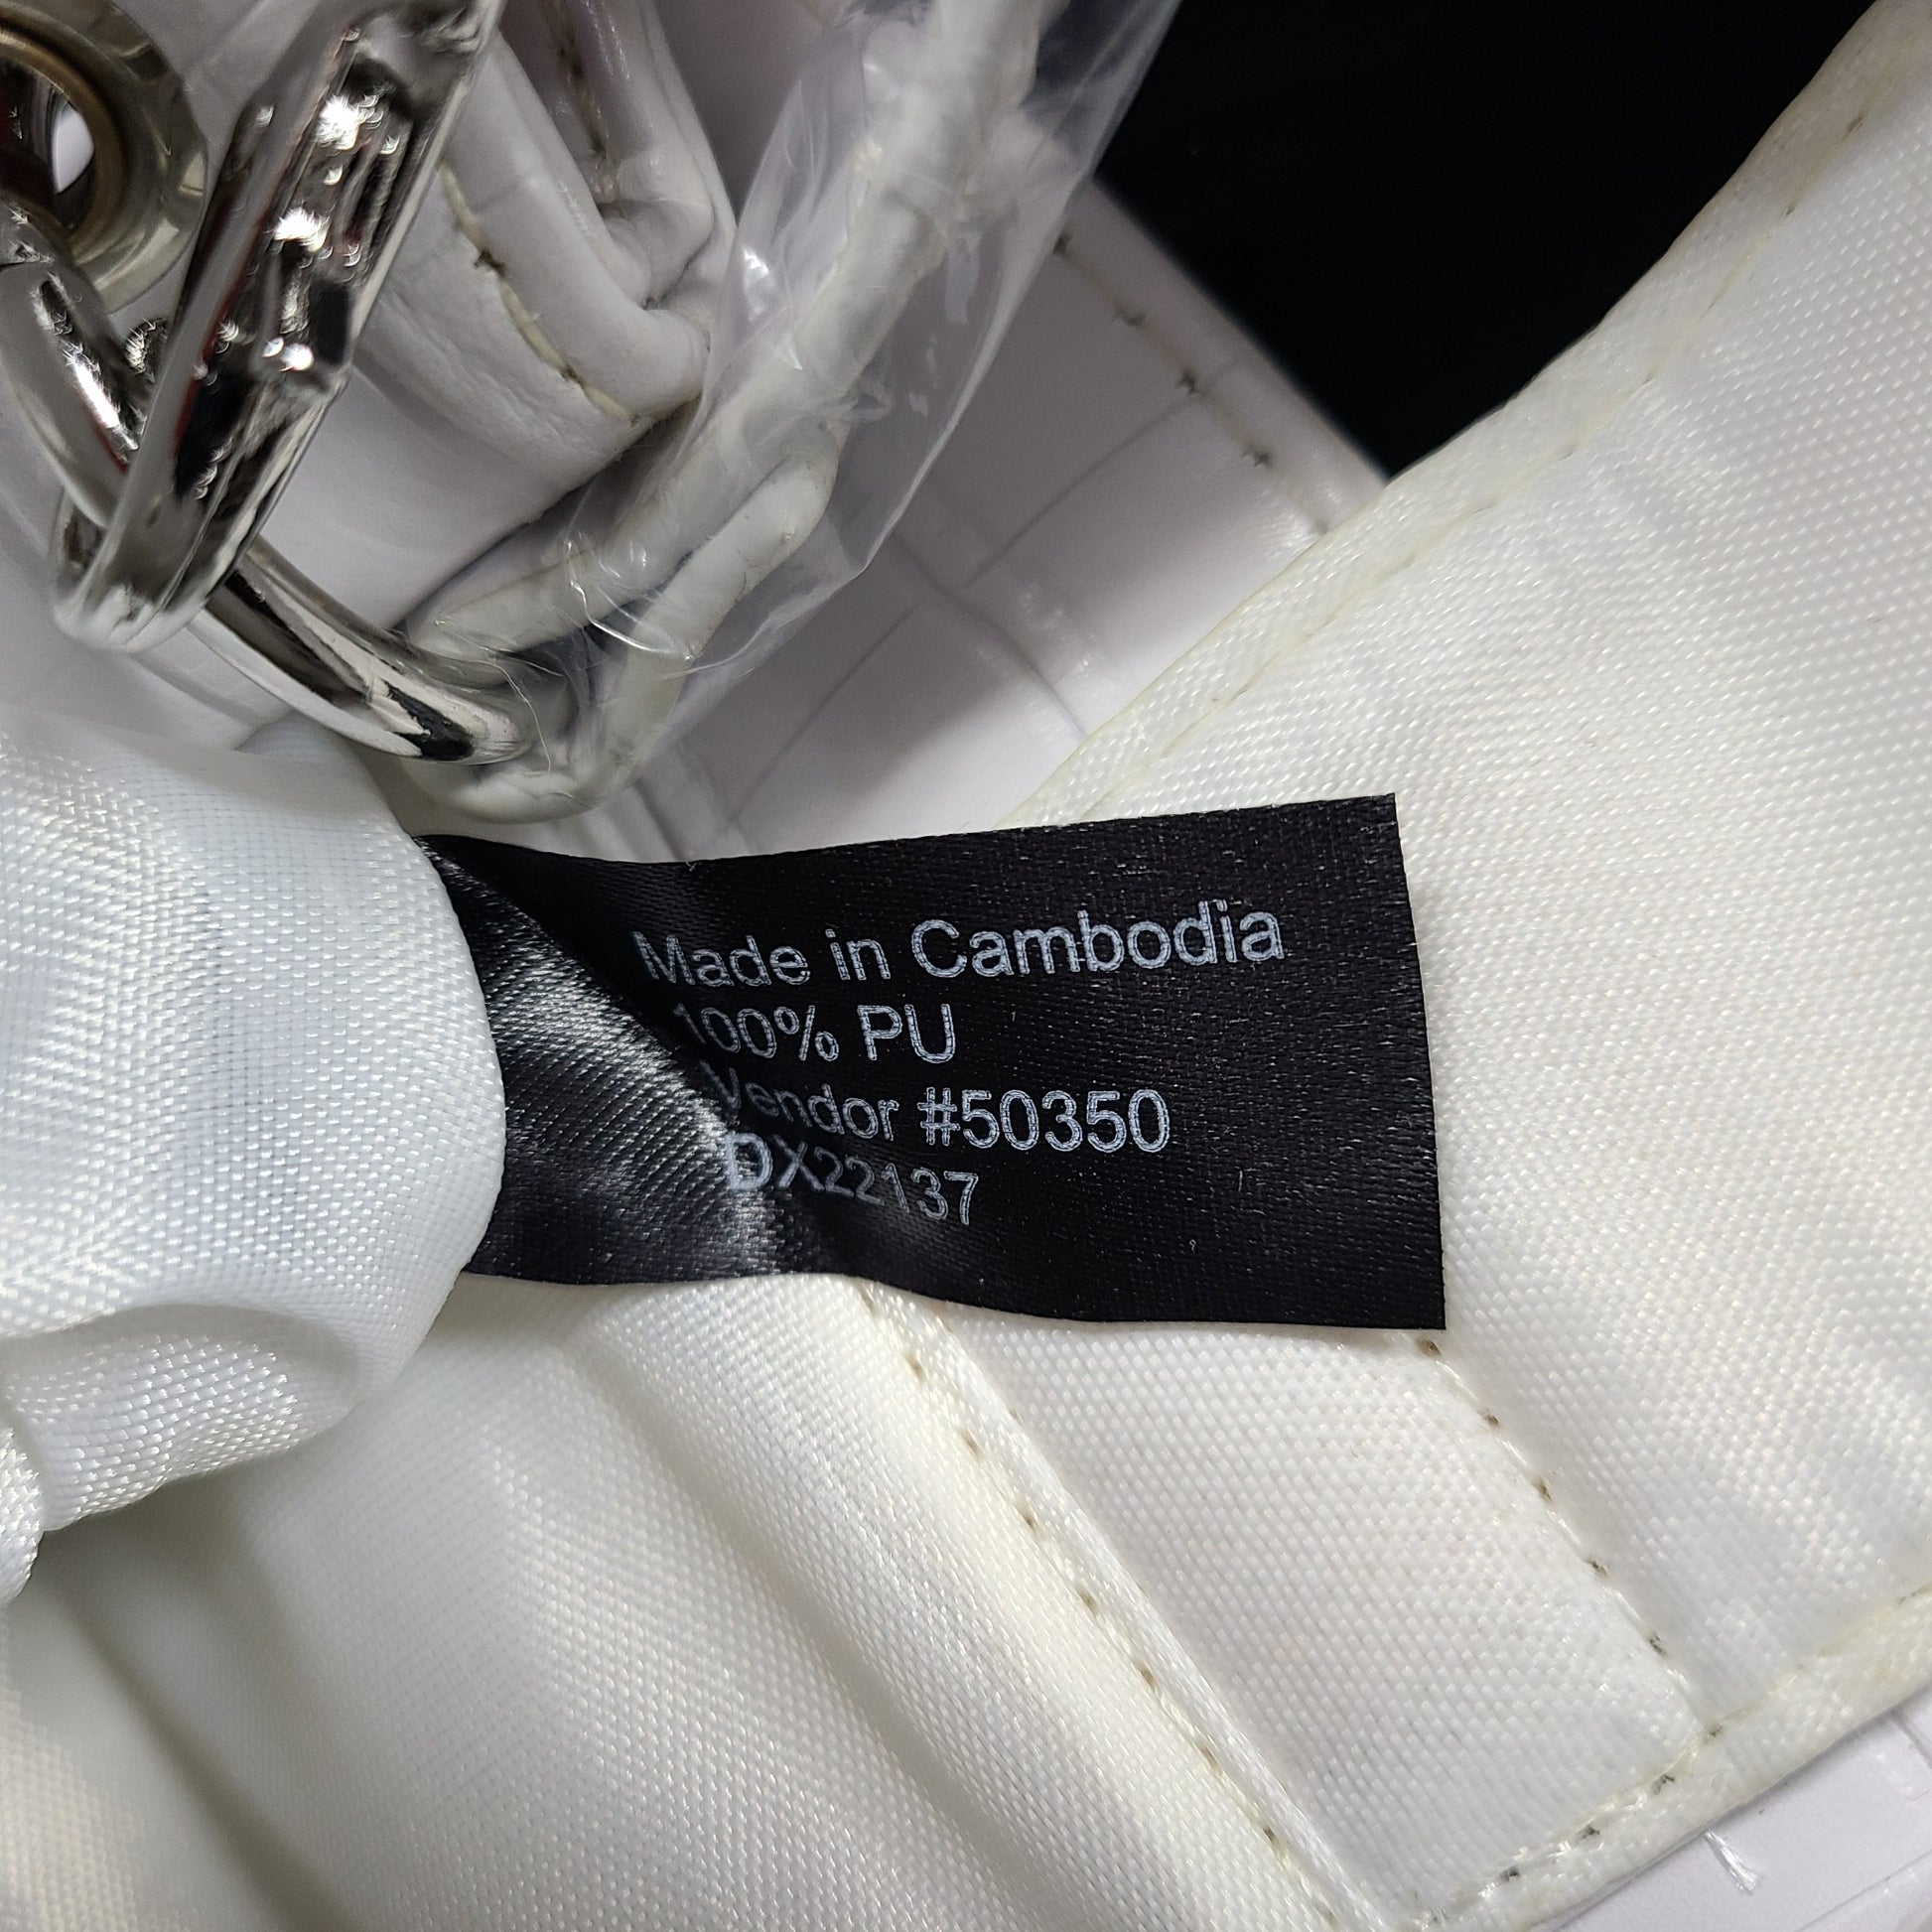 Made in Cambodia
100% PU
Vendor #50350
DX22137